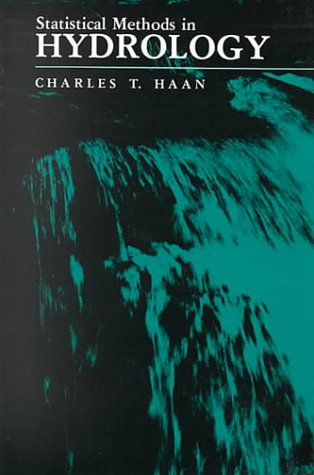 Statistical Methods in
HYDROLOGY
CHARLES T. HAAN